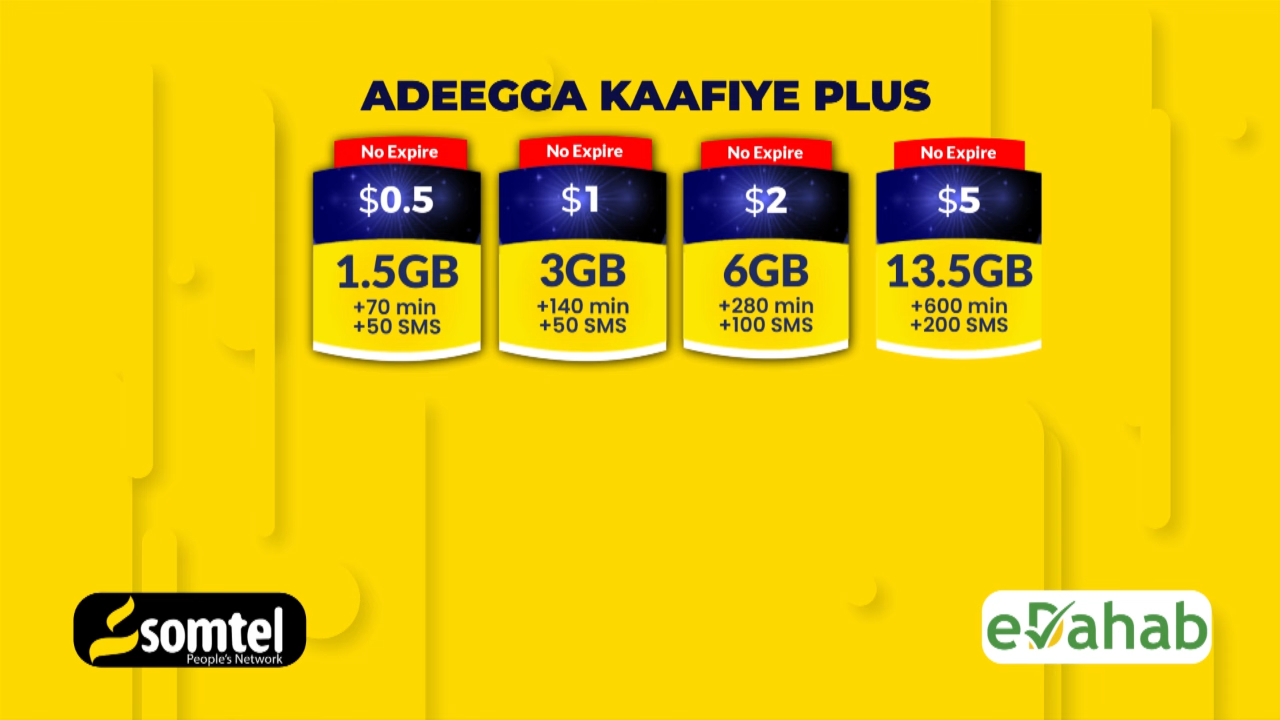 ADEEGGA KAAFIYE PLUS
No Expire
$0.5
1.5GB
+70 min
+50 SMS
No Expire
$1
3GB
+140 min
+50 SMS
No Expire
$2
6GB
+280 min
+100 SMS
No Expire
$5
13.5GB
+600 min
+200 SMS
somtel
People's Network
eDahab